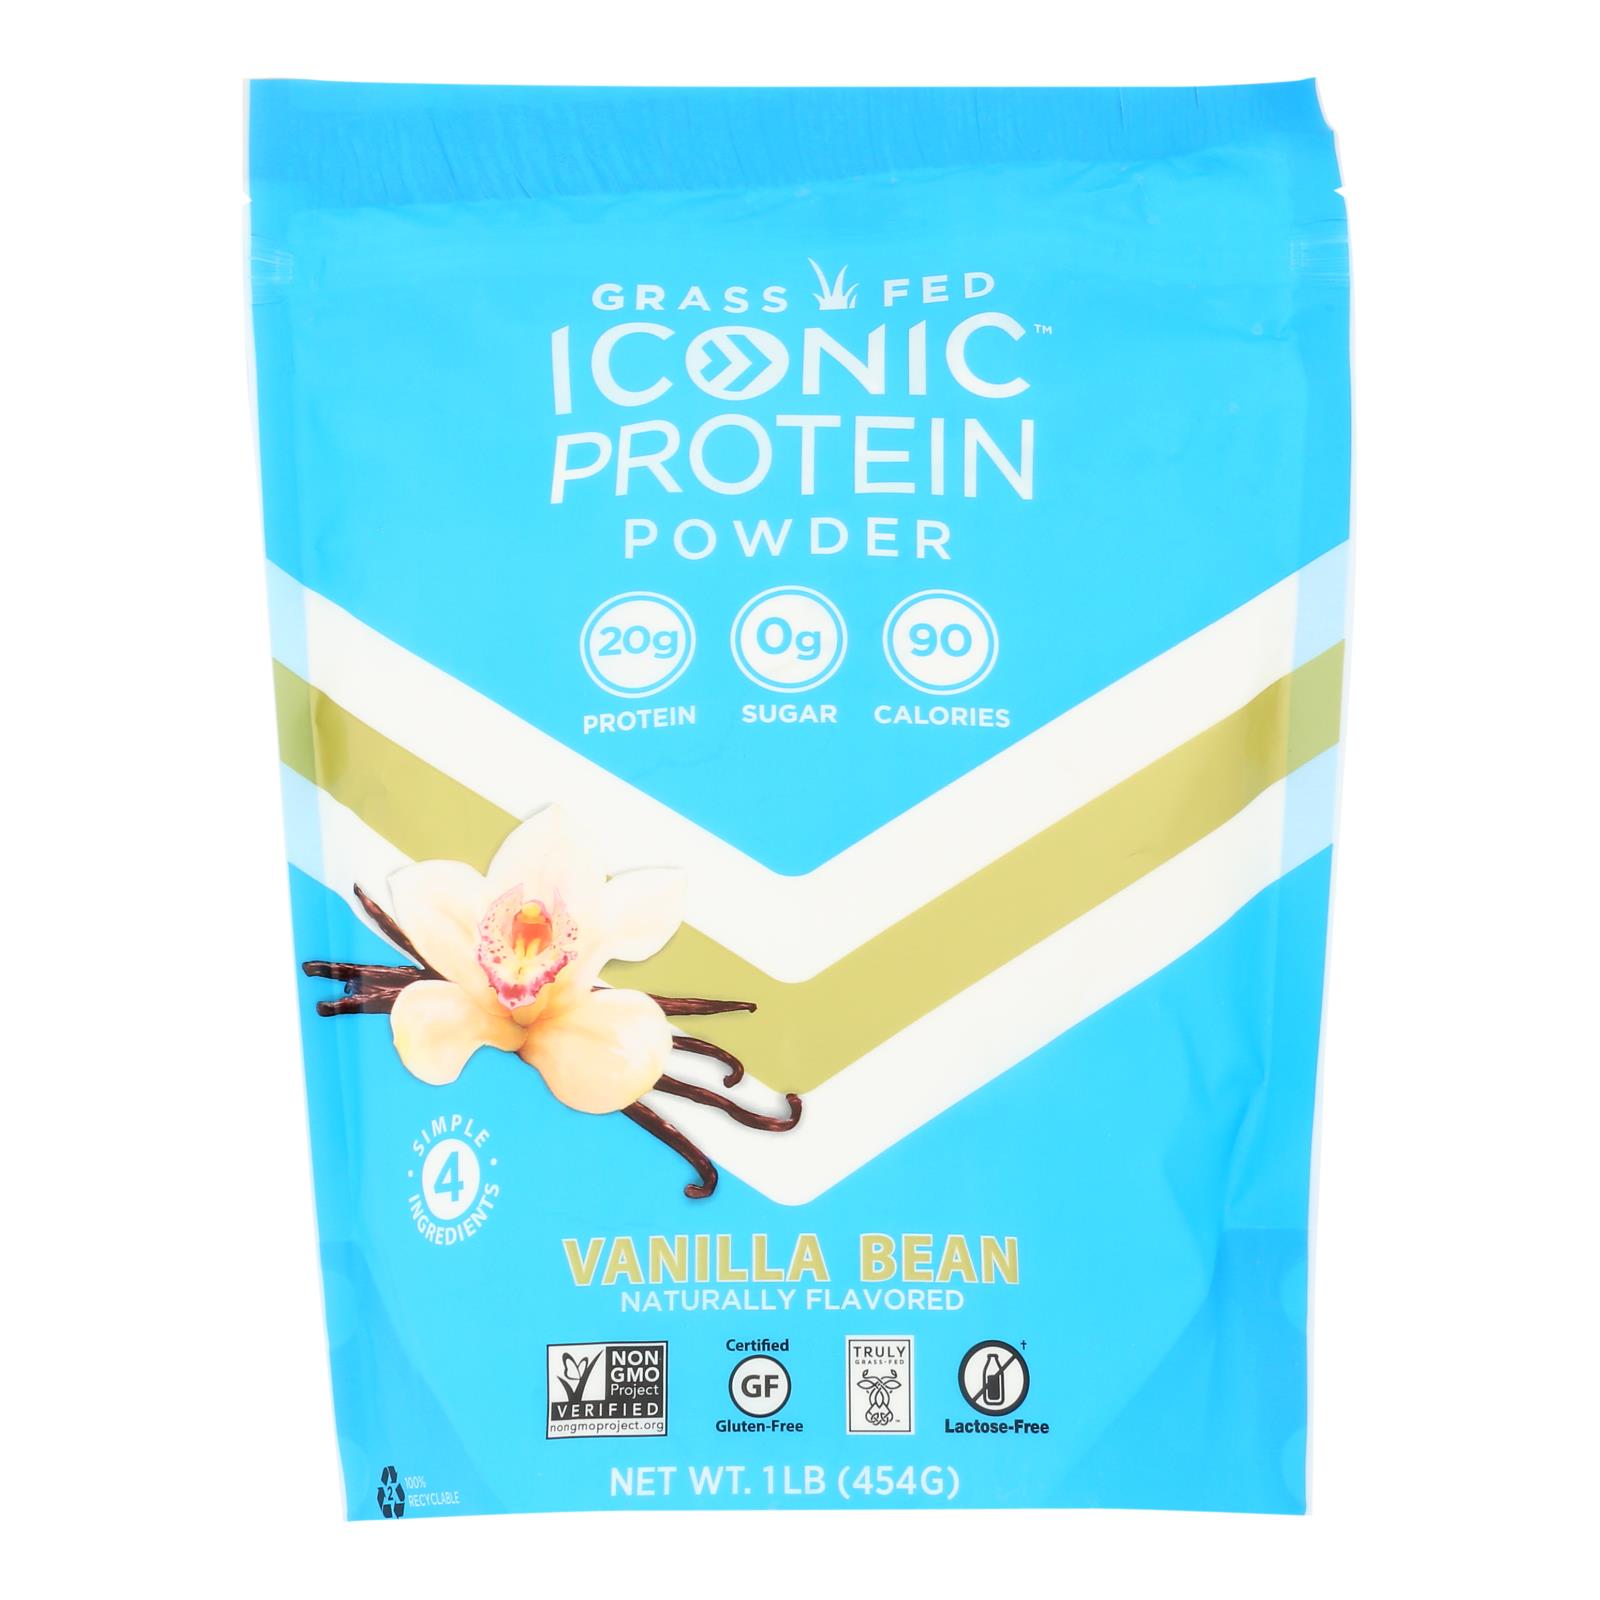 GRASS FED
ICONIC™
PROTEIN
POWDER
20g 0g 90
PROTEIN SUGAR CALORIES
• SIMPLE •
4
INGREDIENTS
VANILLA BEAN
NATURALLY FLAVORED
NON
GMO
Project
VERIFIED
nongmoproject.org
Certified
GF
Gluten-Free
TRULY
GRASS-FED
™
†
Lactose-Free
2
100%
RECYCLABLE
NET WT. 1LB (454G)